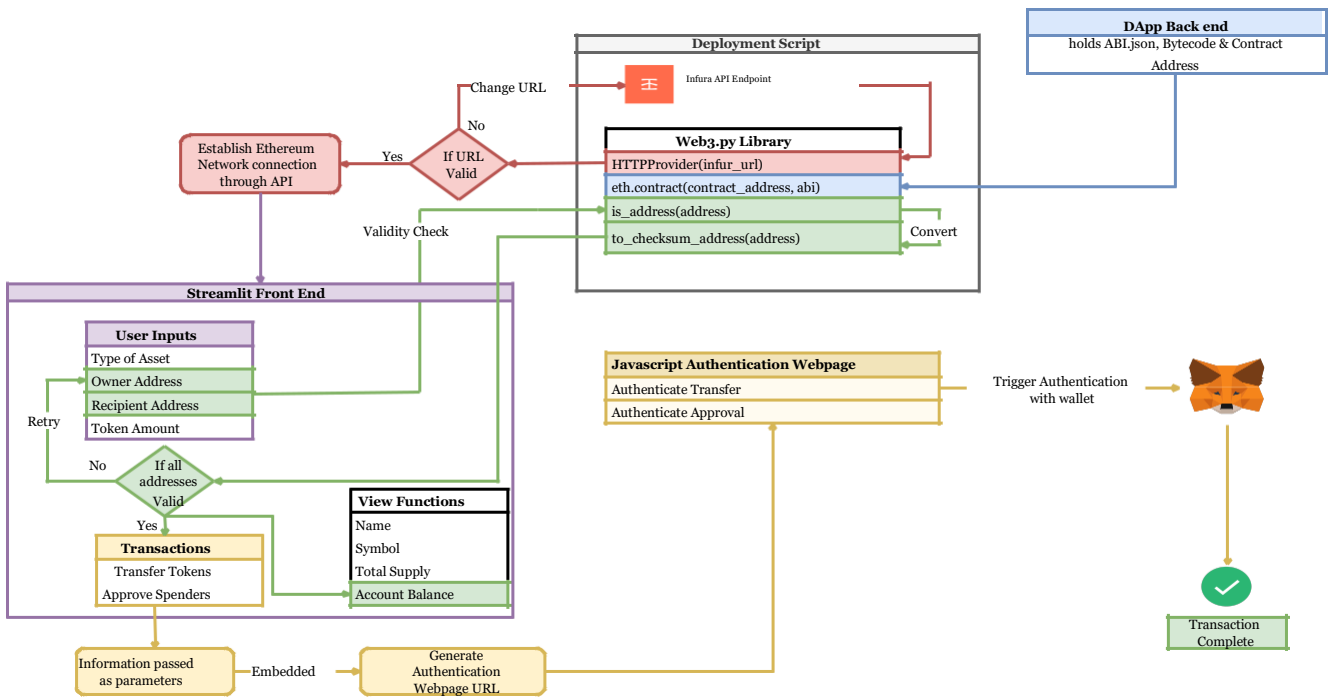 DApp Back end
holds ABI.json, Bytecode & Contract
Address
Deployment Script
Infura API Endpoint
Change URL
No
Web3.py Library
HTTPProvider(infur_url)
eth.contract(contract_address, abi)
is_address(address)
to_checksum_address(address)
Convert
If URL
Valid
Yes
Establish Ethereum
Network connection
through API
Validity Check
Streamlit Front End
User Inputs
Type of Asset
Owner Address
Recipient Address
Token Amount
Retry
No
If all
addresses
Valid
Yes
View Functions
Name
Symbol
Total Supply
Account Balance
Transactions
Transfer Tokens
Approve Spenders
Information passed
as parameters
Embedded
Generate
Authentication
Webpage URL
Javascript Authentication Webpage
Authenticate Transfer
Authenticate Approval
Trigger Authentication
with wallet
Transaction
Complete